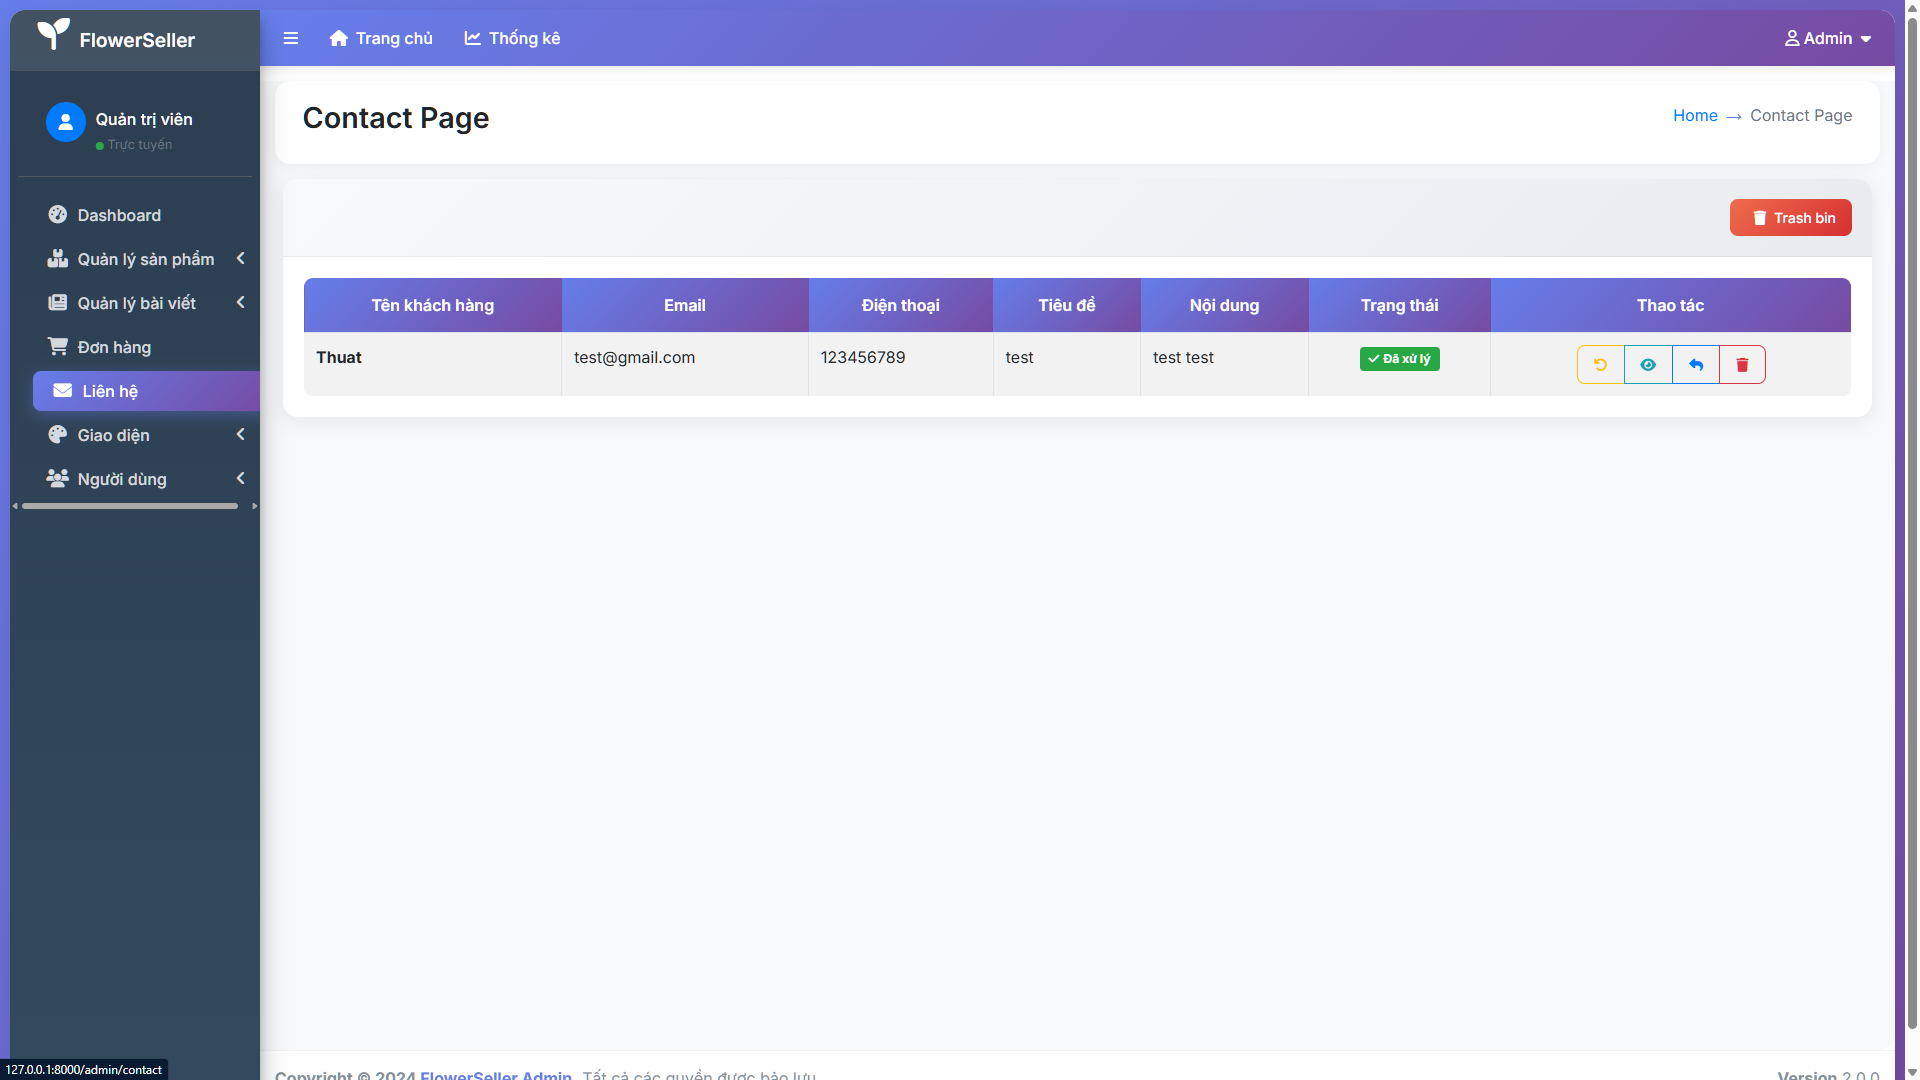 FlowerSeller
Trang chủ
Thống kê
Admin
Quản trị viên
Trực tuyến
Dashboard
Quản lý sản phẩm
Quản lý bài viết
Đơn hàng
Liên hệ
Giao diện
Người dùng
Contact Page
Home → Contact Page
Trash bin
Tên khách hàng Email Điện thoại Tiêu đề Nội dung Trạng thái Thao tác
Thuat test@gmail.com 123456789 test test test Đã xử lý
Copyright © 2024 FlowerSeller Admin. Tất cả các quyền được bảo lưu.
Version 2.0.0
127.0.0.1:8000/admin/contact